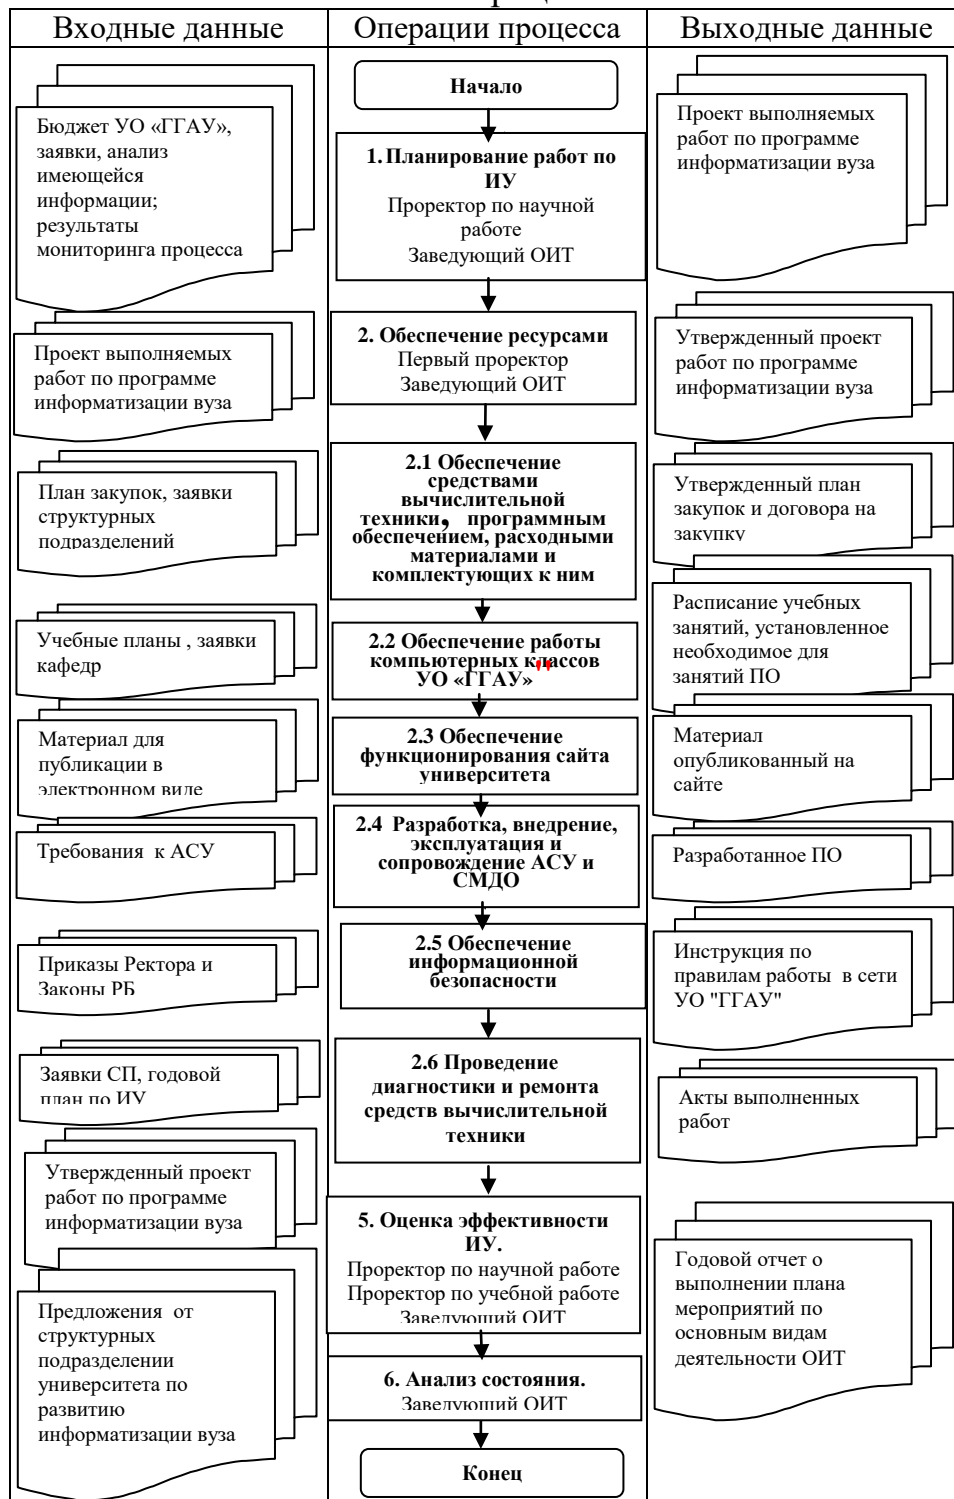 Входные данные
Операции процесса
Выходные данные
Начало
Бюджет УО «ГГАУ»,
заявки, анализ
имеющейся
информации;
результаты
мониторинга процесса
1. Планирование работ по
ИУ
Проректор по научной
работе
Заведующий ОИТ
Проект выполняемых
работ по программе
информатизации вуза
Проект выполняемых
работ по программе
информатизации вуза
2. Обеспечение ресурсами
Первый проректор
Заведующий ОИТ
Утвержденный проект
работ по программе
информатизации вуза
План закупок, заявки
структурных
подразделений
2.1 Обеспечение
средствами
вычислительной
техники, программным
обеспечением, расходными
материалами и
комплектующих к ним
Утвержденный план
закупок и договора на
закупку
Учебные планы , заявки
кафедр
2.2 Обеспечение работы
компьютерных классов
УО «ГГАУ»"
Расписание учебных
занятий, установленное
необходимое для
занятий ПО
Материал для
публикации в
электронном виде
2.3 Обеспечение
функционирования сайта
университета
Материал
опубликованный на
сайте
Требования к АСУ
2.4 Разработка, внедрение,
эксплуатация и
сопровождение АСУ и
СМДО
Разработанное ПО
Приказы Ректора и
Законы РБ
2.5 Обеспечение
информационной
безопасности
Инструкция по
правилам работы в сети
УО "ГГАУ"
Заявки СП, годовой
план по ИУ
2.6 Проведение
диагностики и ремонта
средств вычислительной
техники
Акты выполненных
работ
Утвержденный проект
работ по программе
информатизации вуза
5. Оценка эффективности
ИУ.
Проректор по научной работе
Проректор по учебной работе
Заведующий ОИТ
Годовой отчет о
выполнении плана
мероприятий по
основным видам
деятельности ОИТ
Предложения от
структурных
подразделении
университета по
развитию
информатизации вуза
6. Анализ состояния.
Заведующий ОИТ
Конец